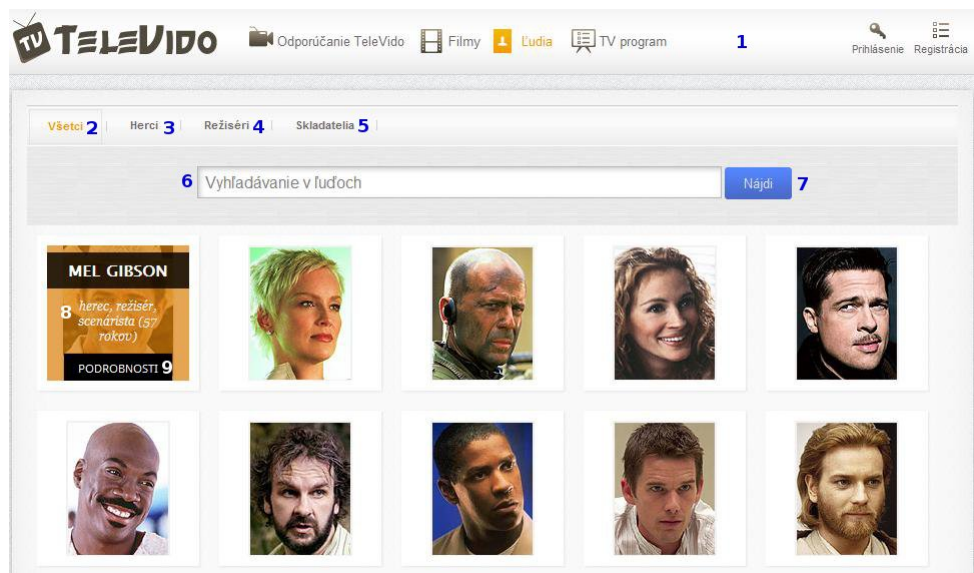 TV TELEVIDO Odporúčanie TeleVido Filmy Ľudia TV program 1 Prihlásenie Registrácia
Všetci 2 Herci 3 Režiséri 4 Skladatelia 5
6 Vyhľadávanie v ľuďoch Nájdi 7
MEL GIBSON
8 herec, režisér,
scenárista (57
rokov)
PODROBNOSTI 9